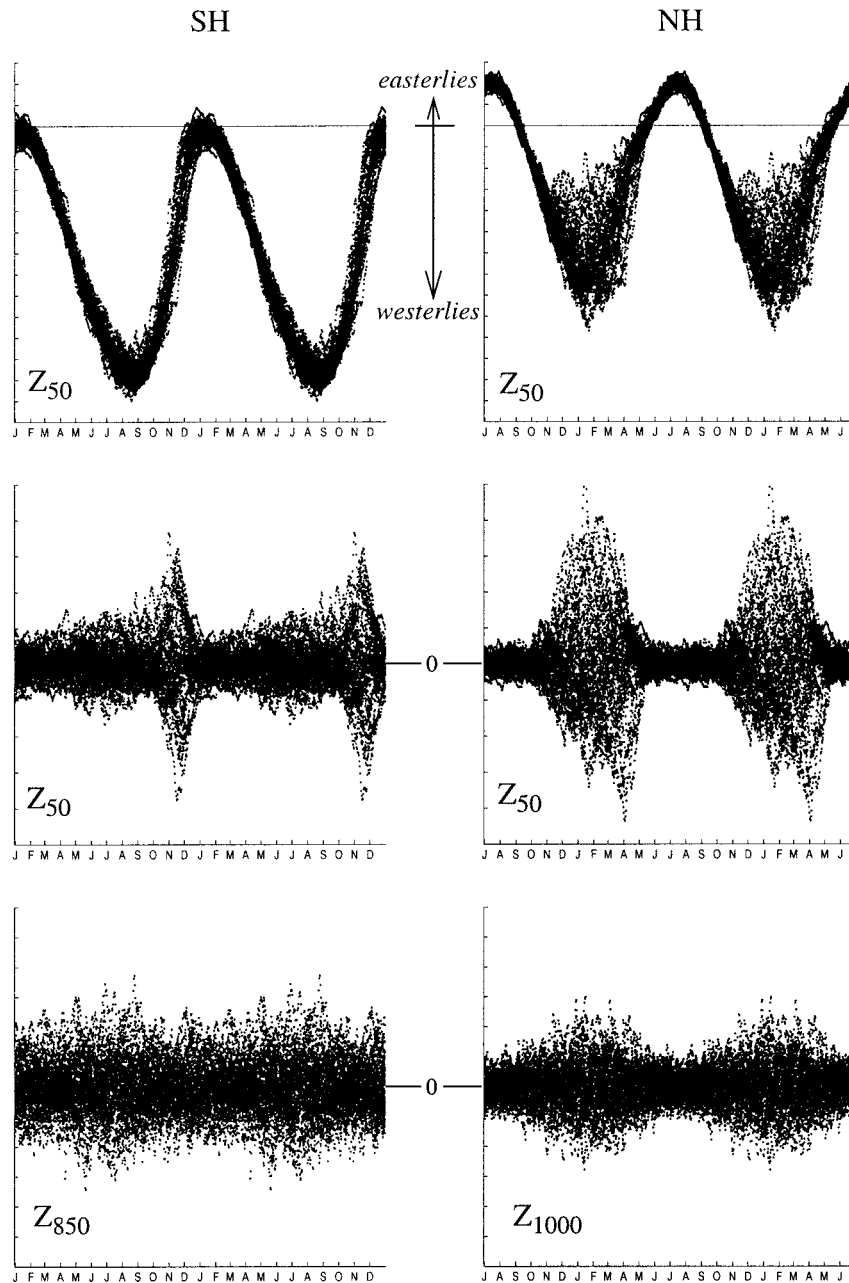 SH
NH
easterlies
westerlies
Z50
Z50
J F M A M J J A S O N D J F M A M J J A S O N D
J A S O N D J F M A M J J A S O N D J F M A M J
0
Z50
Z50
J F M A M J J A S O N D J F M A M J J A S O N D
J A S O N D J F M A M J J A S O N D J F M A M J
0
Z850
Z1000
J F M A M J J A S O N D J F M A M J J A S O N D
J A S O N D J F M A M J J A S O N D J F M A M J